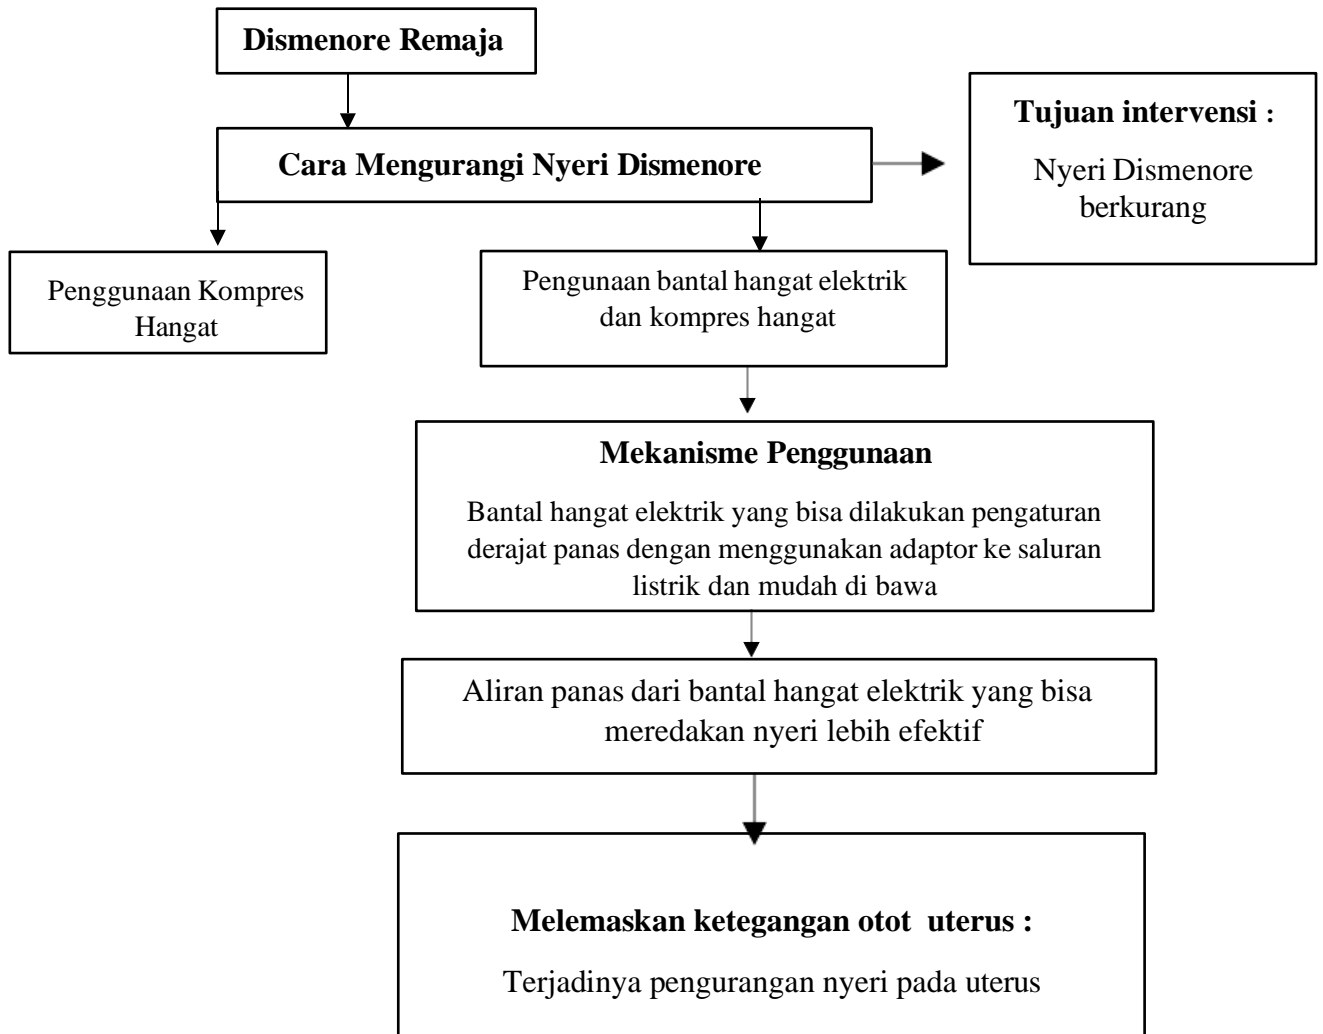 Dismenore Remaja
Cara Mengurangi Nyeri Dismenore
Tujuan intervensi :
Nyeri Dismenore
berkurang
Penggunaan Kompres
Hangat
Pengunaan bantal hangat elektrik
dan kompres hangat
Mekanisme Penggunaan
Bantal hangat elektrik yang bisa dilakukan pengaturan
derajat panas dengan menggunakan adaptor ke saluran
listrik dan mudah di bawa
Aliran panas dari bantal hangat elektrik yang bisa
meredakan nyeri lebih efektif
Melemaskan ketegangan otot uterus :
Terjadinya pengurangan nyeri pada uterus